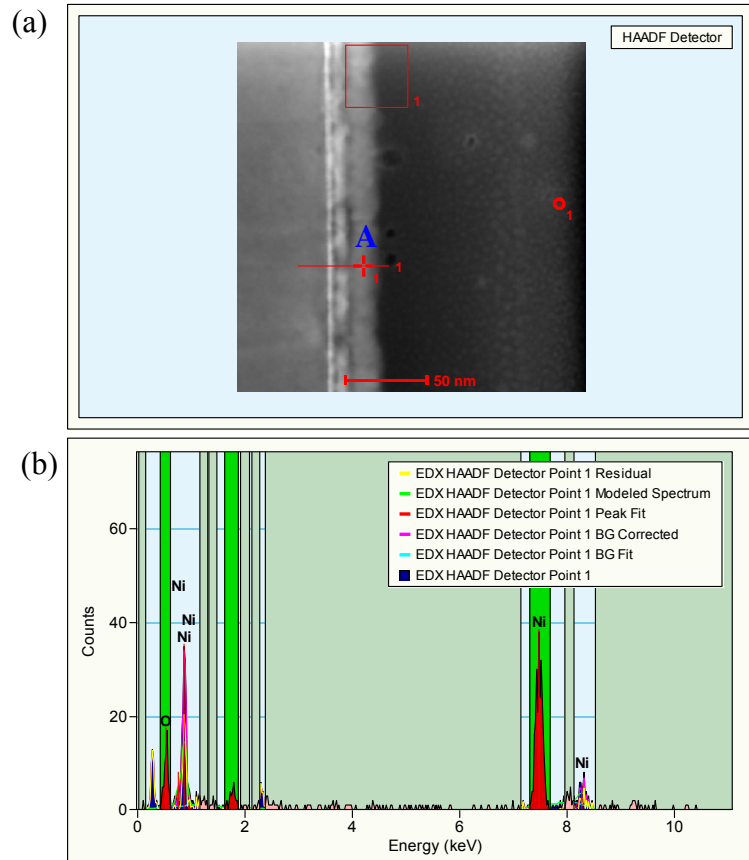 (a)
HAADF Detector
1
1
A
1
1
50 nm
(b)
EDX HAADF Detector Point 1 Residual
EDX HAADF Detector Point 1 Modeled Spectrum
EDX HAADF Detector Point 1 Peak Fit
EDX HAADF Detector Point 1 BG Corrected
EDX HAADF Detector Point 1 BG Fit
EDX HAADF Detector Point 1
60
40
20
0
Counts
Ni
Ni
Ni
O
Ni
Ni
0
2
4
6
8
10
Energy (keV)